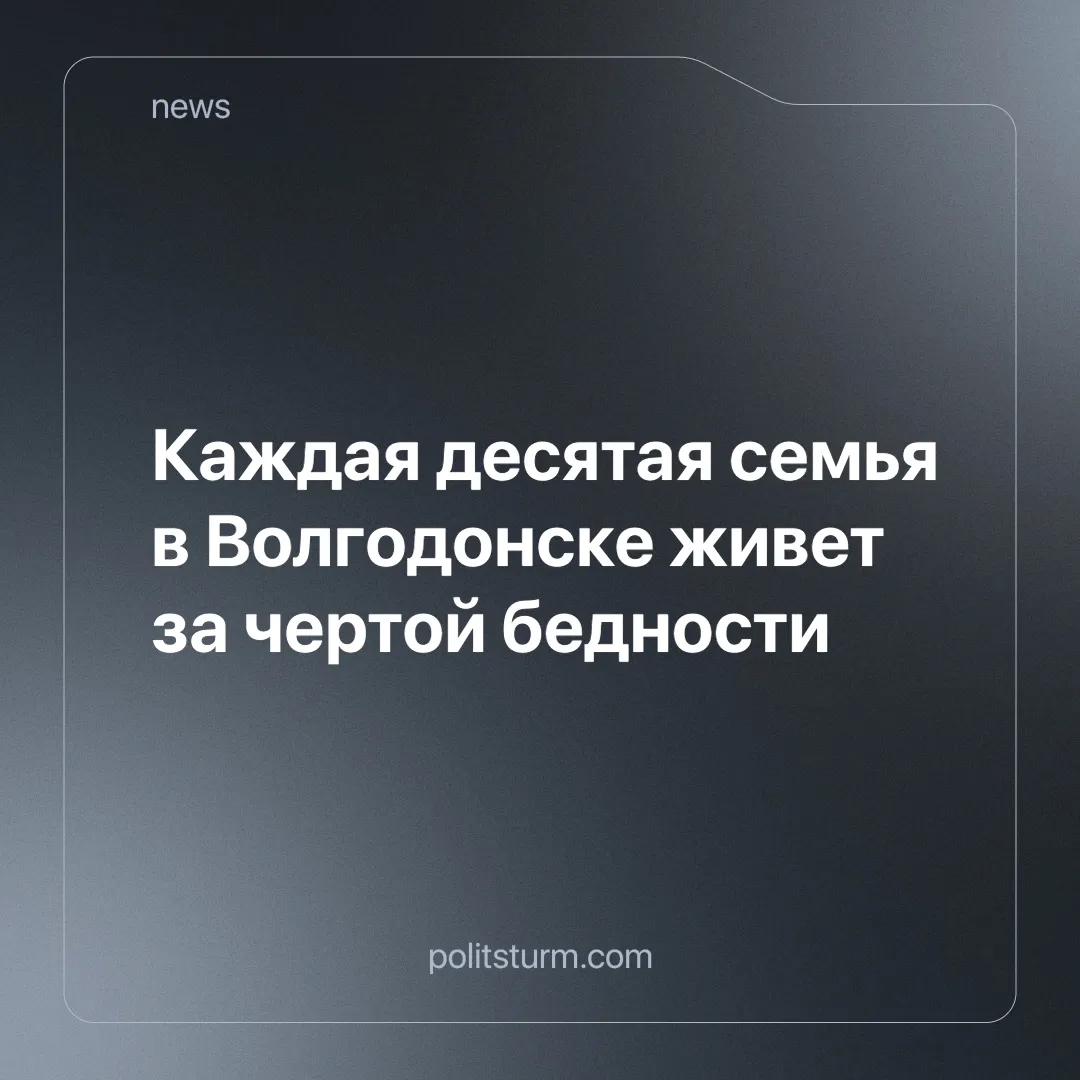 news
Каждая десятая семья
в Волгодонске живет
за чертой бедности
politsturm.com